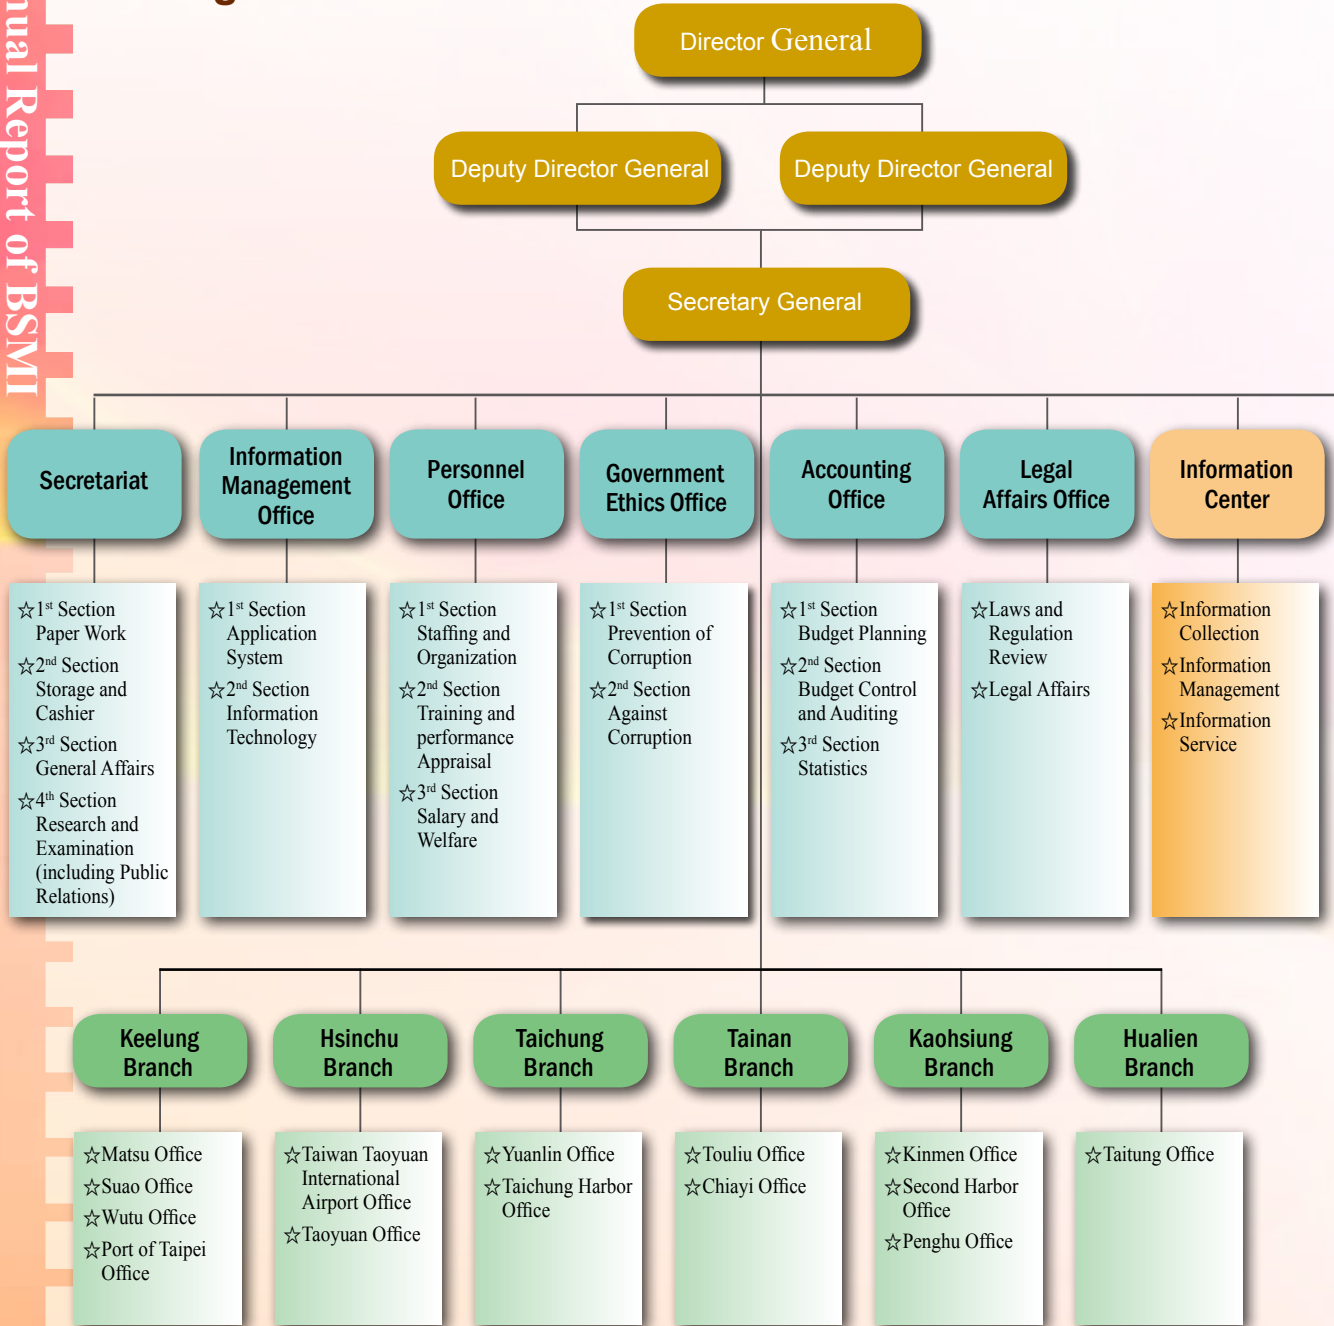 nual Report of BSMI
Director General
Deputy Director General
Deputy Director General
Secretary General
Secretariat
Information
Management
Office
Personnel
Office
Government
Ethics Office
Accounting
Office
Legal
Affairs Office
Information
Center
☆1st Section
Paper Work
☆2nd Section
Storage and
Cashier
☆3rd Section
General Affairs
☆4th Section
Research and
Examination
(including Public
Relations)
☆1st Section
Application
System
☆2nd Section
Information
Technology
☆1st Section
Staffing and
Organization
☆2nd Section
Training and
performance
Appraisal
☆3rd Section
Salary and
Welfare
☆1st Section
Prevention of
Corruption
☆2nd Section
Against
Corruption
☆1st Section
Budget Planning
☆2nd Section
Budget Control
and Auditing
☆3rd Section
Statistics
☆Laws and
Regulation
Review
☆Legal Affairs
☆Information
Collection
☆Information
Management
☆Information
Service
Keelung
Branch
Hsinchu
Branch
Taichung
Branch
Tainan
Branch
Kaohsiung
Branch
Hualien
Branch
☆Matsu Office
☆Suao Office
☆Wutu Office
☆Port of Taipei
Office
☆Taiwan Taoyuan
International
Airport Office
☆Taoyuan Office
☆Yuanlin Office
☆Taichung Harbor
Office
☆Touliu Office
☆Chiayi Office
☆Kinmen Office
☆Second Harbor
Office
☆Penghu Office
☆Taitung Office